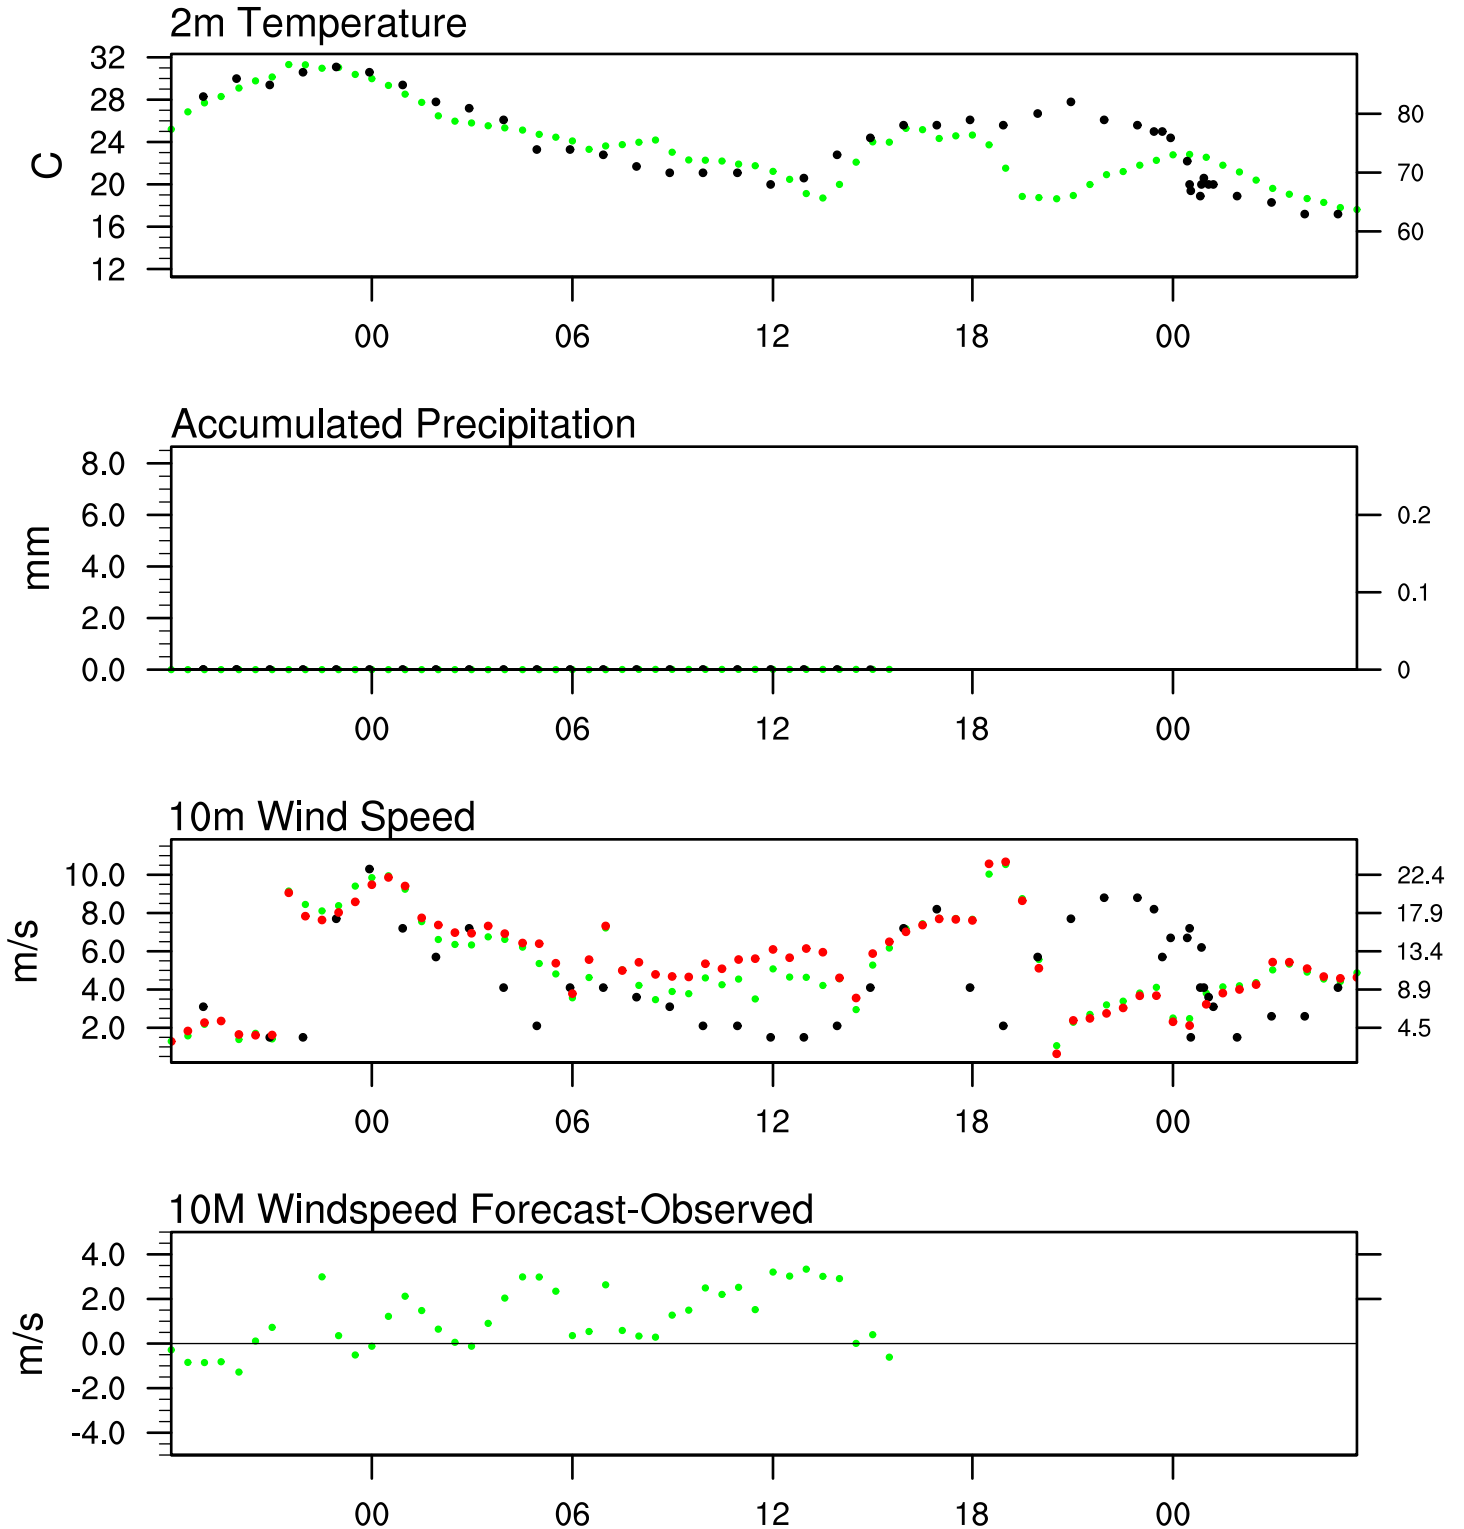 2m Temperature
32
28
24
20
16
12
C
80
70
60
00 06 12 18 00
Accumulated Precipitation
8.0
6.0
4.0
2.0
0.0
mm
0.2
0.1
0
00 06 12 18 00
10m Wind Speed
10.0
8.0
6.0
4.0
2.0
m/s
22.4
17.9
13.4
8.9
4.5
00 06 12 18 00
10M Windspeed Forecast-Observed
4.0
2.0
0.0
-2.0
-4.0
m/s
00 06 12 18 00